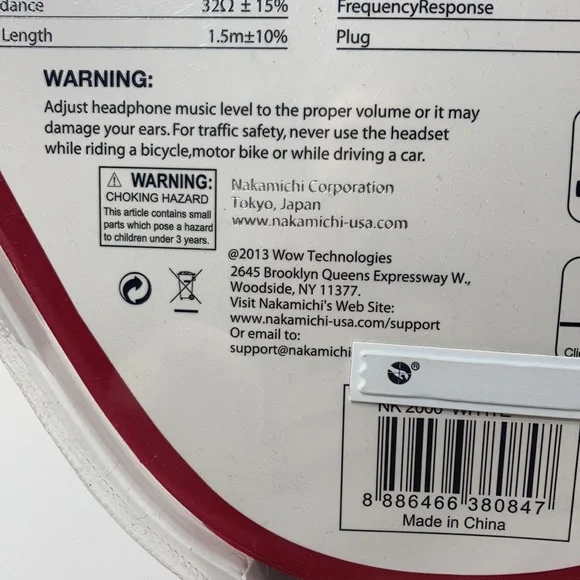 dance 32Ω ± 15%
FrequencyResponse
Length 1.5m±10%
Plug
WARNING:
Adjust headphone music level to the proper volume or it may
damage your ears. For traffic safety, never use the headset
while riding a bicycle,motor bike or while driving a car.
⚠ WARNING:
CHOKING HAZARD
This article contains small
parts which pose a hazard
to children under 3 years.
Nakamichi Corporation
Tokyo, Japan
www.nakamichi-usa.com
@2013 Wow Technologies
2645 Brooklyn Queens Expressway W.,
Woodside, NY 11377.
Visit Nakamichi's Web Site:
www.nakamichi-usa.com/support
Or email to:
support@nakamichi
®
Clic
NK 2000 WHITE
8 886466 380847
Made in China